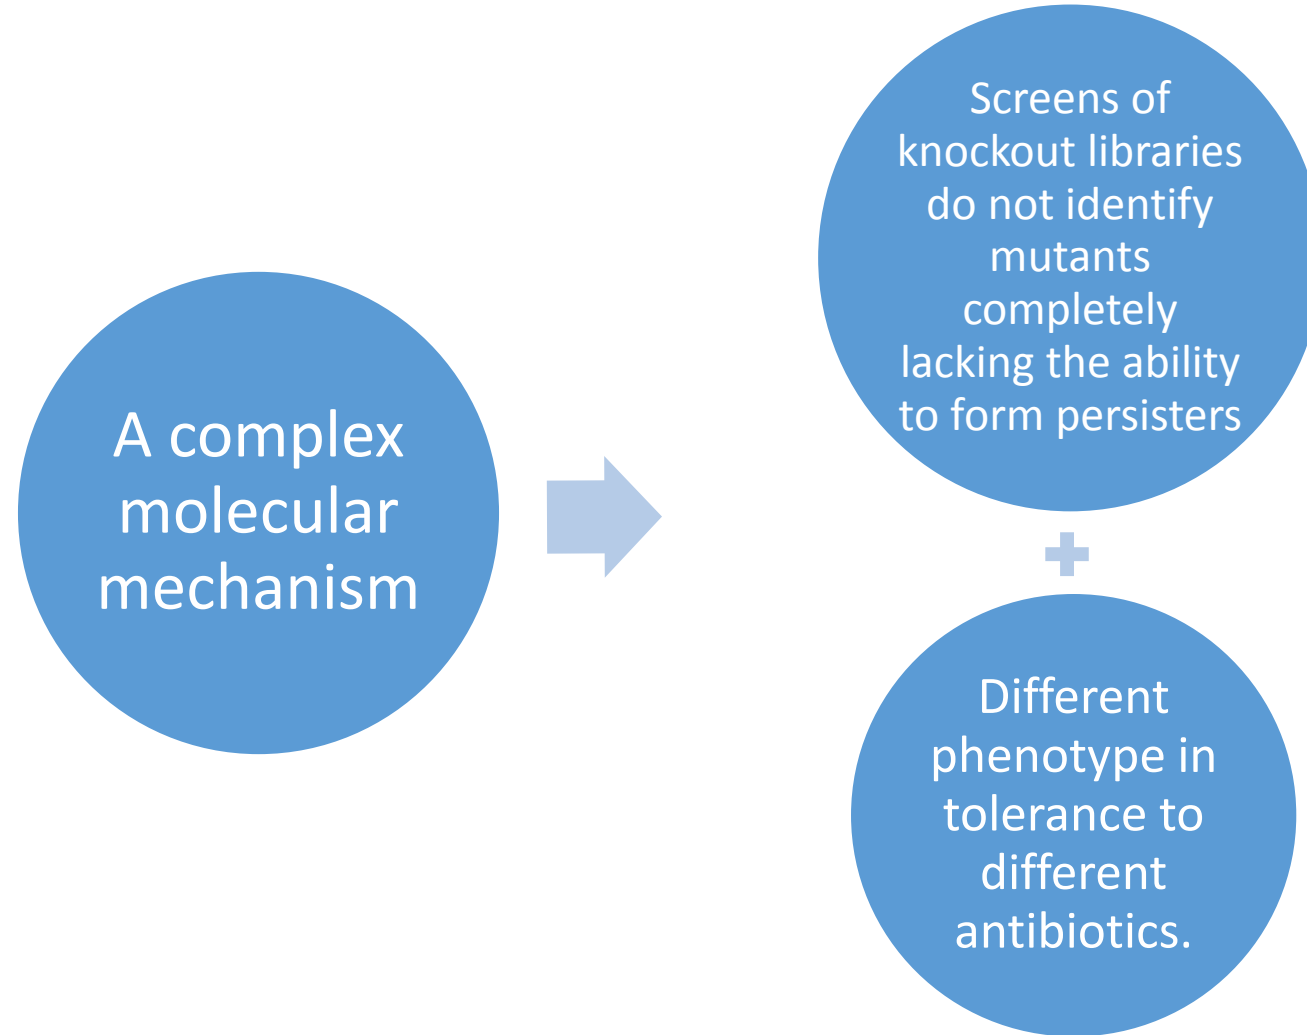 A complex
molecular
mechanism
Screens of
knockout libraries
do not identify
mutants
completely
lacking the ability
to form persisters
Different
phenotype in
tolerance to
different
antibiotics.